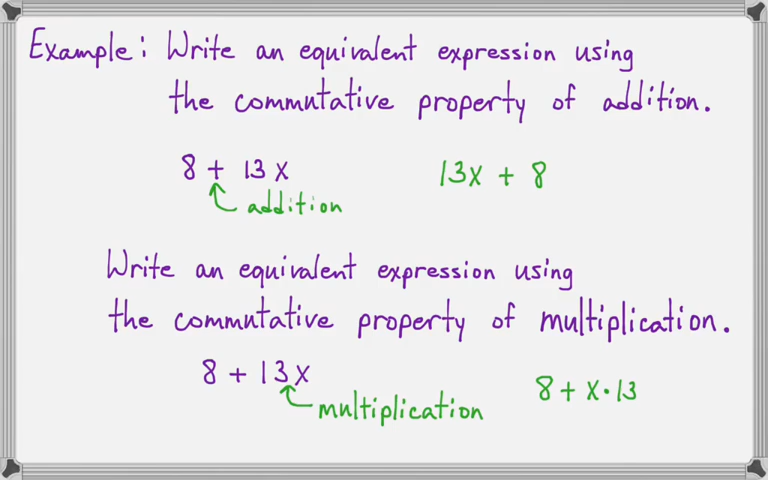 Example: Write an equivalent expression using
the commutative property of addition.
8 + 13x 13x + 8
addition
Write an equivalent expression using
the commutative property of multiplication.
8 + 13x 8 + x·13
multiplication